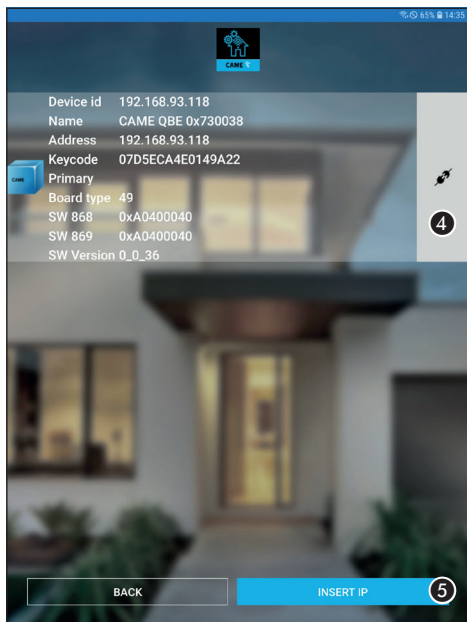 65% 14:35
CAME
Device id 192.168.93.118
Name CAME QBE 0x730038
Address 192.168.93.118
Keycode 07D5ECA4E0149A22
CAME
Primary
Board type 49
SW 868 0xA0400040
4
SW 869 0xA0400040
SW Version 0_0_36
BACK
INSERT IP
5